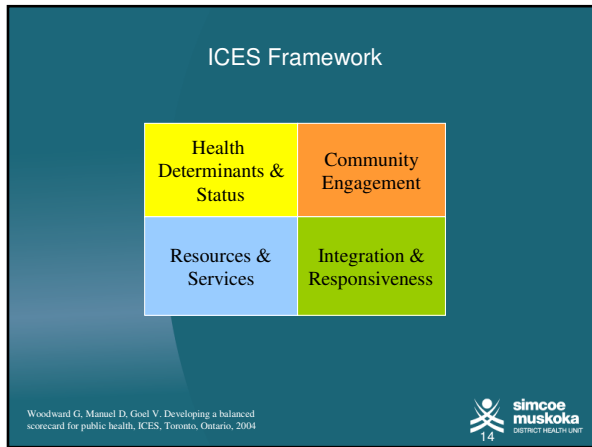 ICES Framework
Health
Determinants &
Status
Community
Engagement
Resources &
Services
Integration &
Responsiveness
Woodward G, Manuel D, Goel V. Developing a balanced
scorecard for public health, ICES, Toronto, Ontario, 2004
simcoe
muskoka
DISTRICT HEALTH UNIT
14